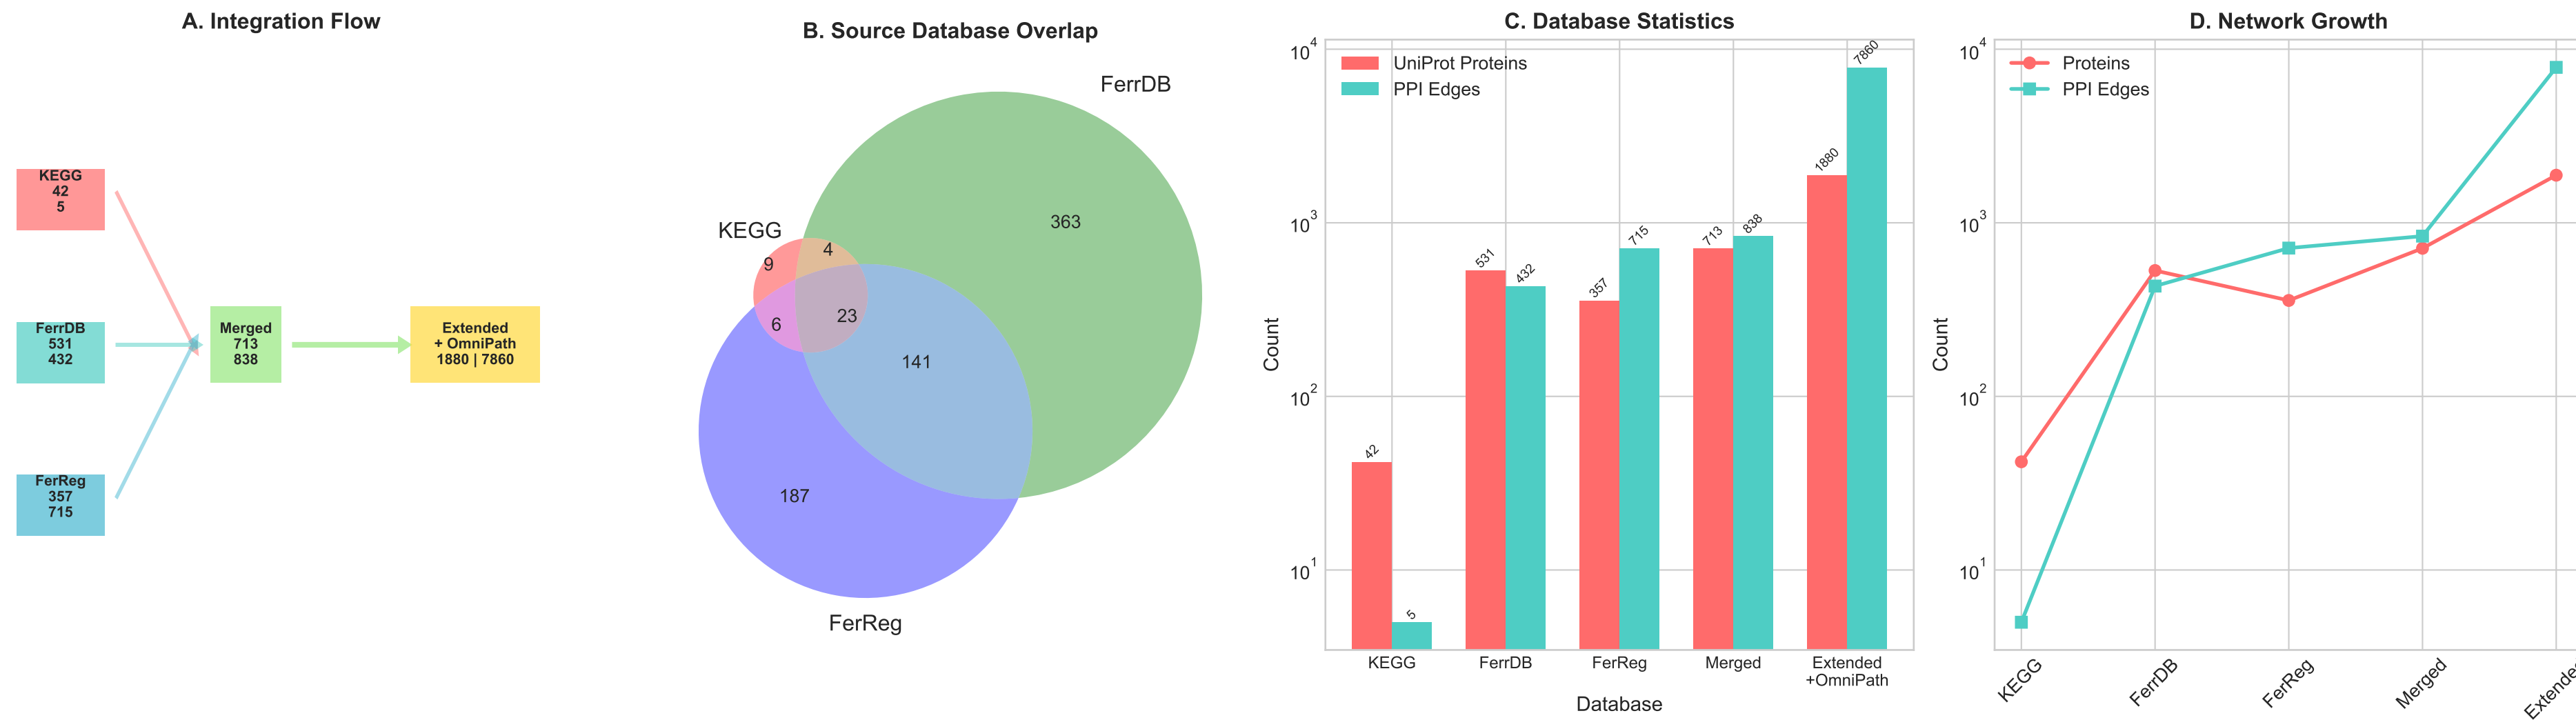 A. Integration Flow
KEGG
42
5
FerrDB
531
432
FerReg
357
715
Merged
713
838
Extended
+ OmniPath
1880 | 7860
B. Source Database Overlap
FerrDB
363
KEGG
9
4
6
23
141
187
FerReg
C. Database Statistics
UniProt Proteins
PPI Edges
Count
10^4
10^3
10^2
10^1
42
5
531
432
357
715
713
838
1880
7860
KEGG
FerrDB
FerReg
Merged
Extended
+OmniPath
Database
D. Network Growth
Proteins
PPI Edges
Count
10^4
10^3
10^2
10^1
KEGG
FerrDB
FerReg
Merged
Extende